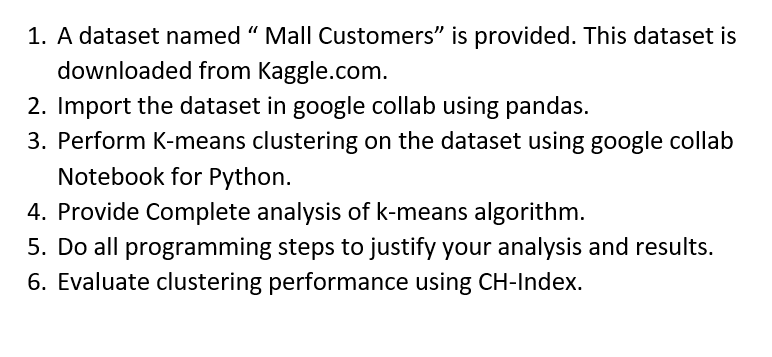 1. A dataset named “ Mall Customers” is provided. This dataset is
downloaded from Kaggle.com.
2. Import the dataset in google collab using pandas.
3. Perform K-means clustering on the dataset using google collab
Notebook for Python.
4. Provide Complete analysis of k-means algorithm.
5. Do all programming steps to justify your analysis and results.
6. Evaluate clustering performance using CH-Index.